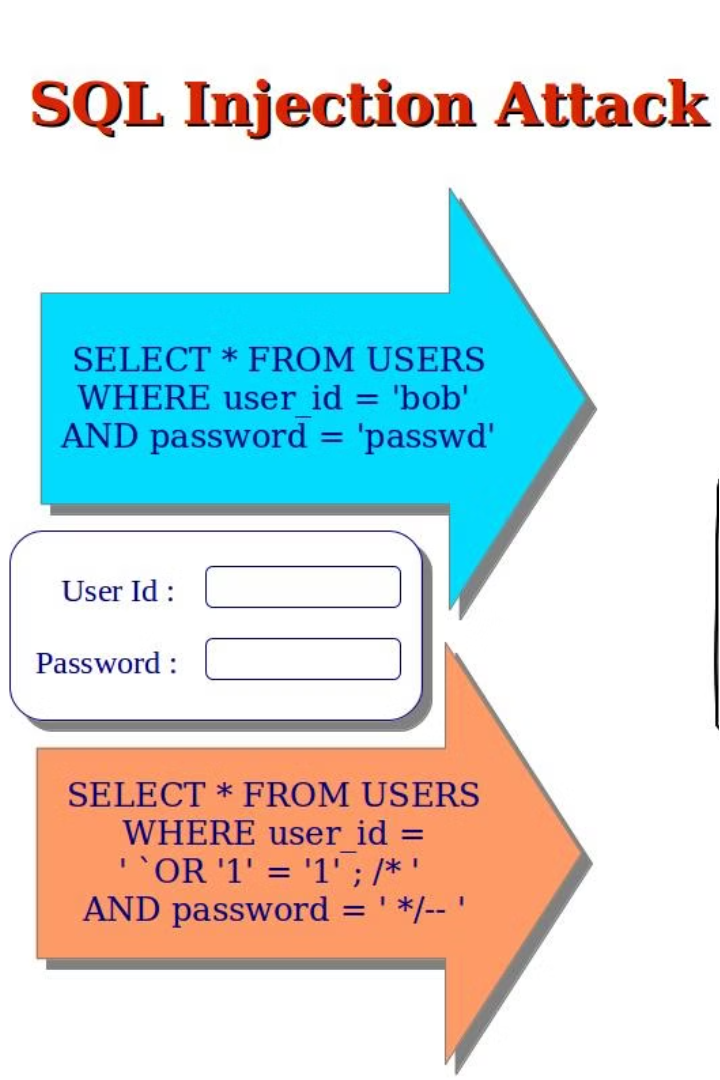 SQL Injection Attack
SELECT * FROM USERS
WHERE user_id = 'bob'
AND password = 'passwd'
User Id :
Password :
SELECT * FROM USERS
WHERE user_id =
' `OR '1' = '1' ; /* '
AND password = ' */-- '